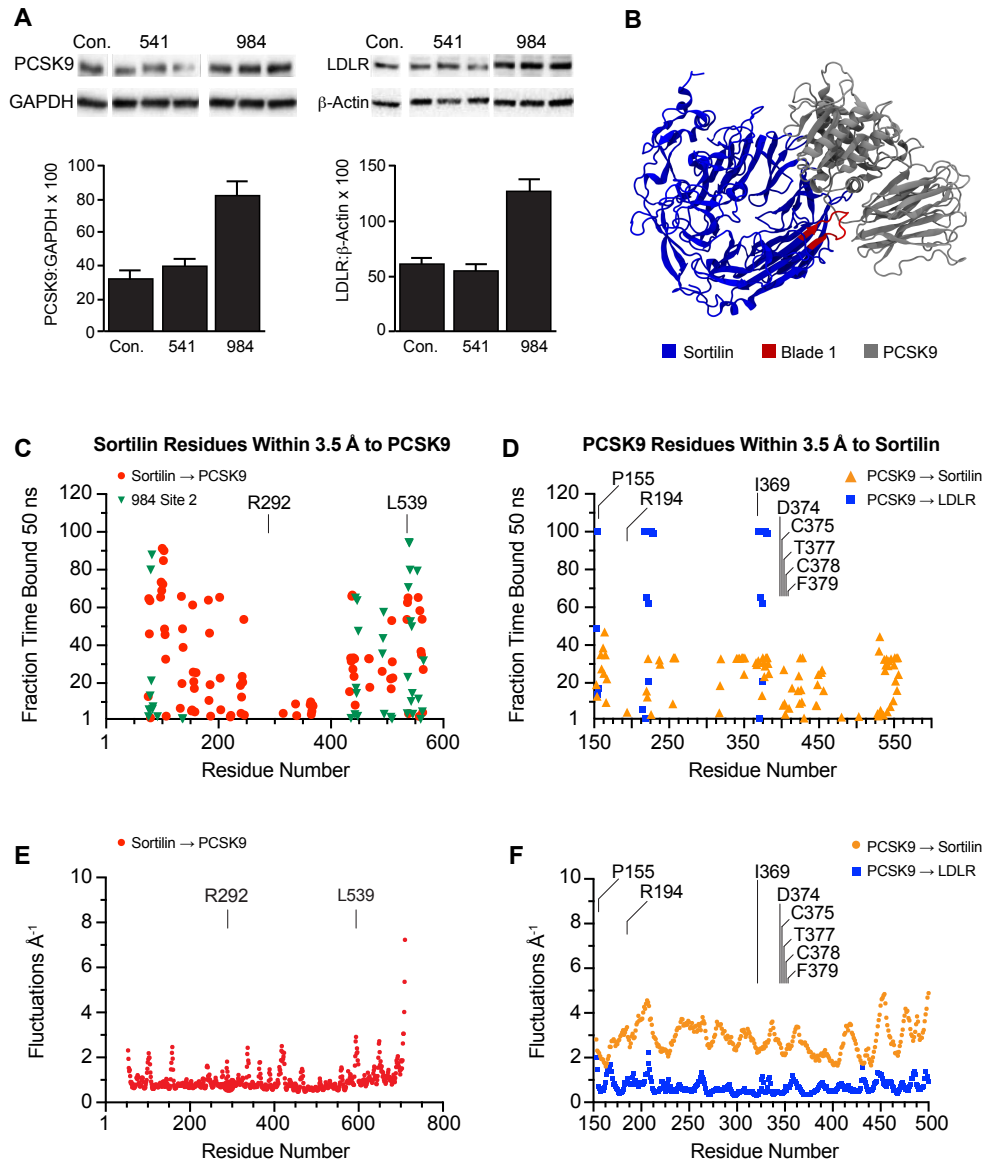 A
Con. 541 984
PCSK9
GAPDH
Con. 541 984
LDLR
β-Actin
PCSK9:GAPDH x 100
100
80
60
40
20
0
Con. 541 984
LDLR:β-Actin x 100
150
100
50
0
Con. 541 984
B
Sortilin Blade 1 PCSK9
C
Sortilin Residues Within 3.5 Å to PCSK9
Sortilin → PCSK9
984 Site 2
R292
L539
Fraction Time Bound 50 ns
120
100
80
60
40
20
1
1 200 400 600
Residue Number
D
PCSK9 Residues Within 3.5 Å to Sortilin
PCSK9 → Sortilin
PCSK9 → LDLR
P155
R194
I369
D374
C375
T377
C378
F379
Fraction Time Bound 50 ns
120
100
80
60
40
20
1
150 250 350 450 550
Residue Number
E
Sortilin → PCSK9
R292
L539
Fluctuations Å-1
10
8
6
4
2
0
1 200 400 600 800
Residue Number
F
PCSK9 → Sortilin
PCSK9 → LDLR
P155
R194
I369
D374
C375
T377
C378
F379
Fluctuations Å-1
10
8
6
4
2
0
150 200 250 300 350 400 450 500
Residue Number